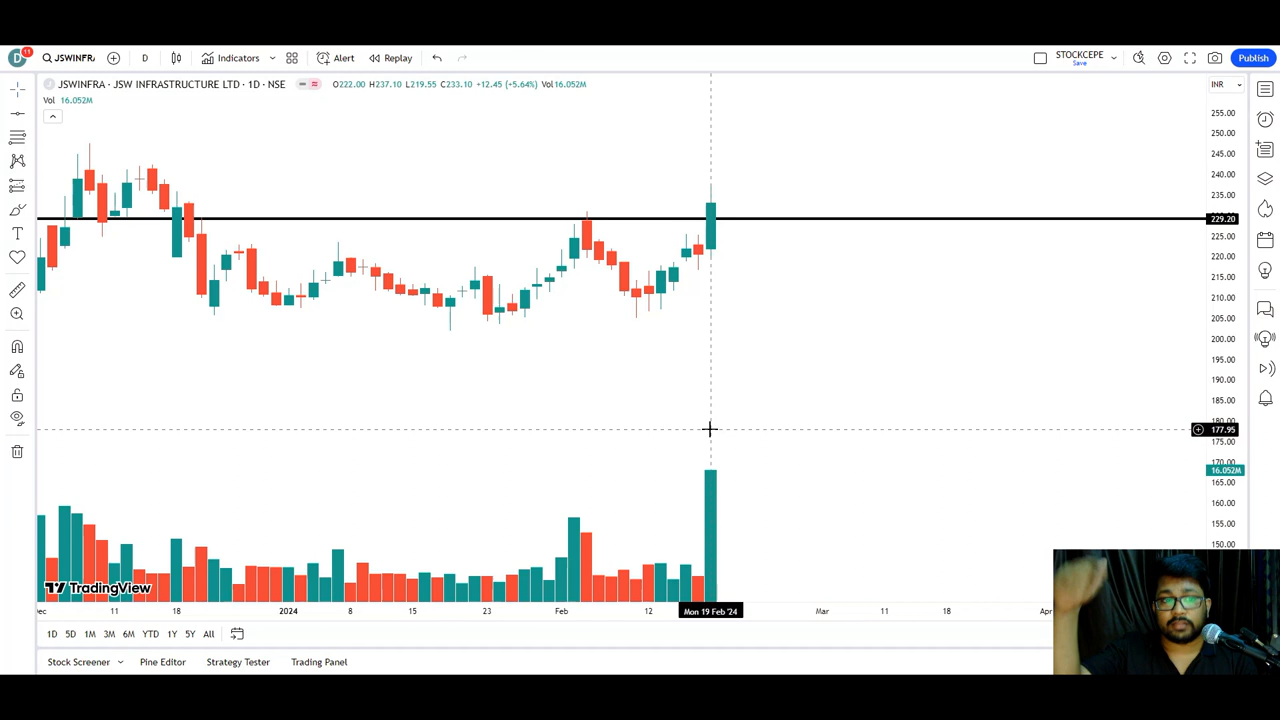 D 11 JSWINFRA D Indicators Alert Replay STOCKCEPE Save Publish
JSWINFRA · JSW INFRASTRUCTURE LTD · 1D · NSE O222.00 H237.10 L219.55 C233.10 +12.45 (+5.64%) Vol16.052M INR
Vol 16.052M
255.00
250.00
245.00
240.00
235.00
229.20
225.00
220.00
215.00
210.00
205.00
200.00
195.00
190.00
185.00
180.00
177.95
175.00
170.00
16.052M
165.00
160.00
155.00
150.00
TradingView
Dec 11 18 2024 8 15 23 Feb 12 Mon 19 Feb '24 Mar 11 18 Ap
1D 5D 1M 3M 6M YTD 1Y 5Y All
Stock Screener Pine Editor Strategy Tester Trading Panel